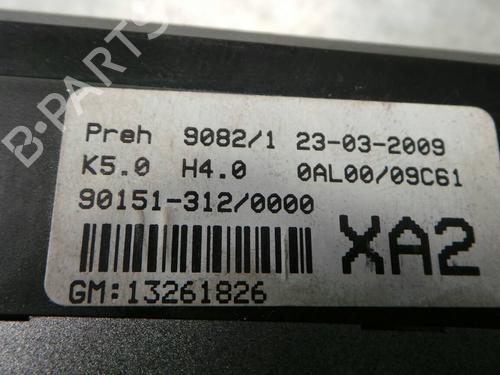 B-PARTS
Preh 9082/1 23-03-2009
K5.0 H4.0 0AL00/09C61
90151-312/0000
XA2
GM:13261826